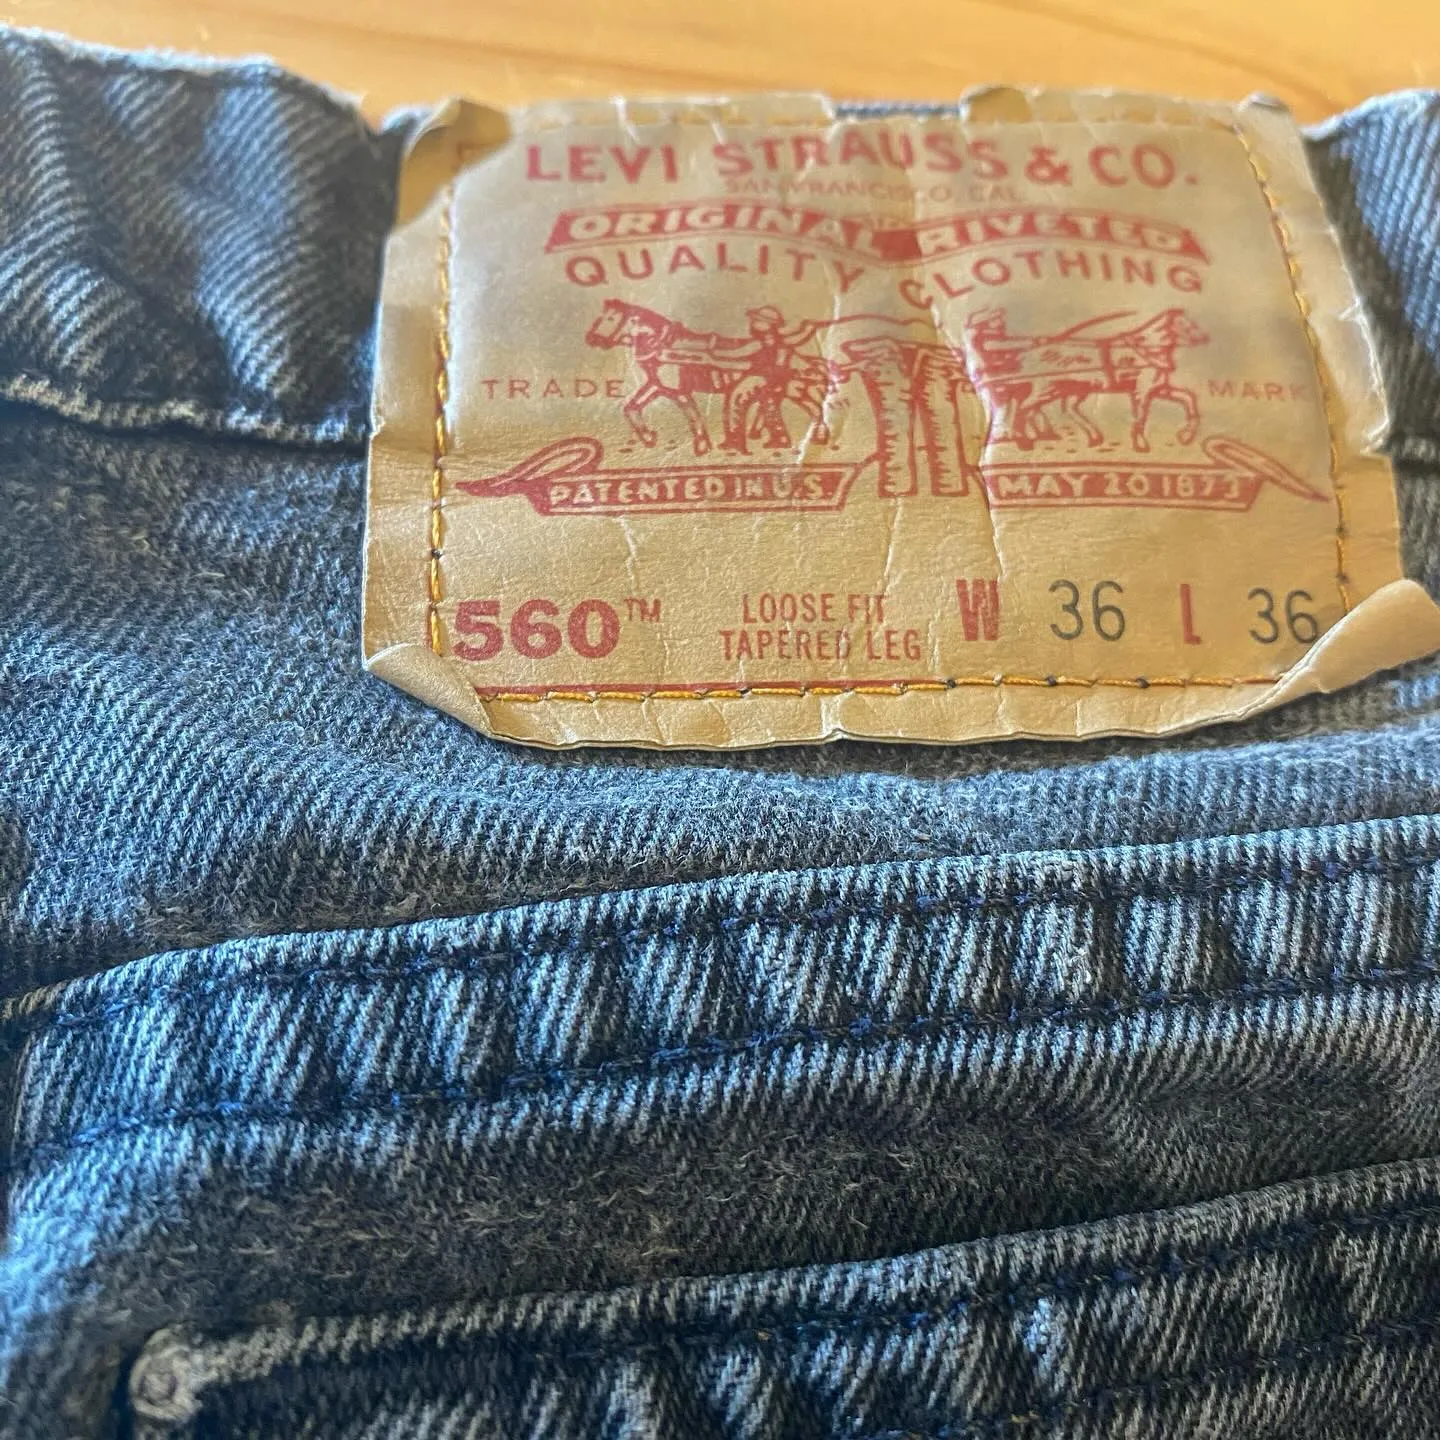 LEVI STRAUSS & CO.
SAN FRANCISCO, CAL.
ORIGINAL RIVETED
QUALITY CLOTHING
TRADE MARK
PATENTED IN U.S. MAY 20 1873
560™ LOOSE FIT W 36 L 36
TAPERED LEG